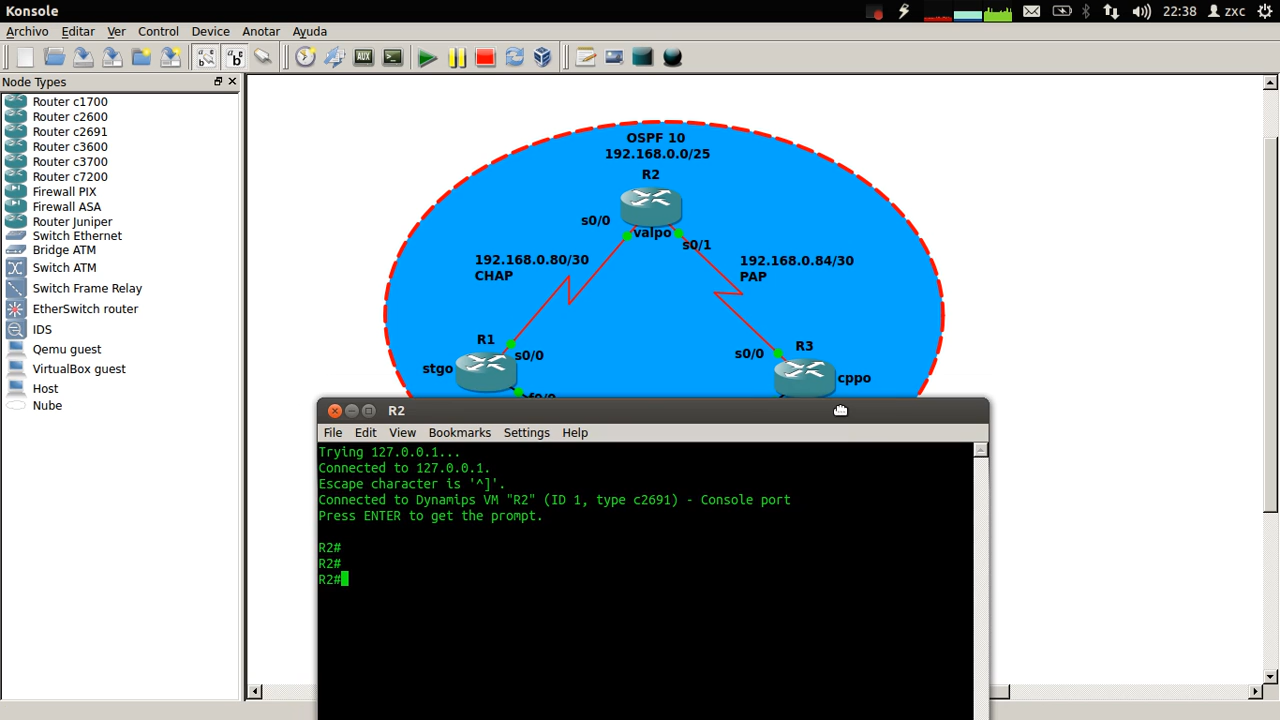 Konsole
22:38
zxc
Archivo Editar Ver Control Device Anotar Ayuda
AUX
Node Types
Router c1700
Router c2600
Router c2691
Router c3600
Router c3700
Router c7200
Firewall PIX
Firewall ASA
Router Juniper
Switch Ethernet
Bridge ATM
Switch ATM
Switch Frame Relay
EtherSwitch router
IDS
Qemu guest
VirtualBox guest
Host
Nube
OSPF 10
192.168.0.0/25
R2
s0/0
valpo
s0/1
192.168.0.80/30
CHAP
192.168.0.84/30
PAP
R1
s0/0
stgo
f0/0
R3
s0/0
cppo
R2
File Edit View Bookmarks Settings Help
Trying 127.0.0.1...
Connected to 127.0.0.1.
Escape character is '^]'.
Connected to Dynamips VM "R2" (ID 1, type c2691) - Console port
Press ENTER to get the prompt.
R2#
R2#
R2#